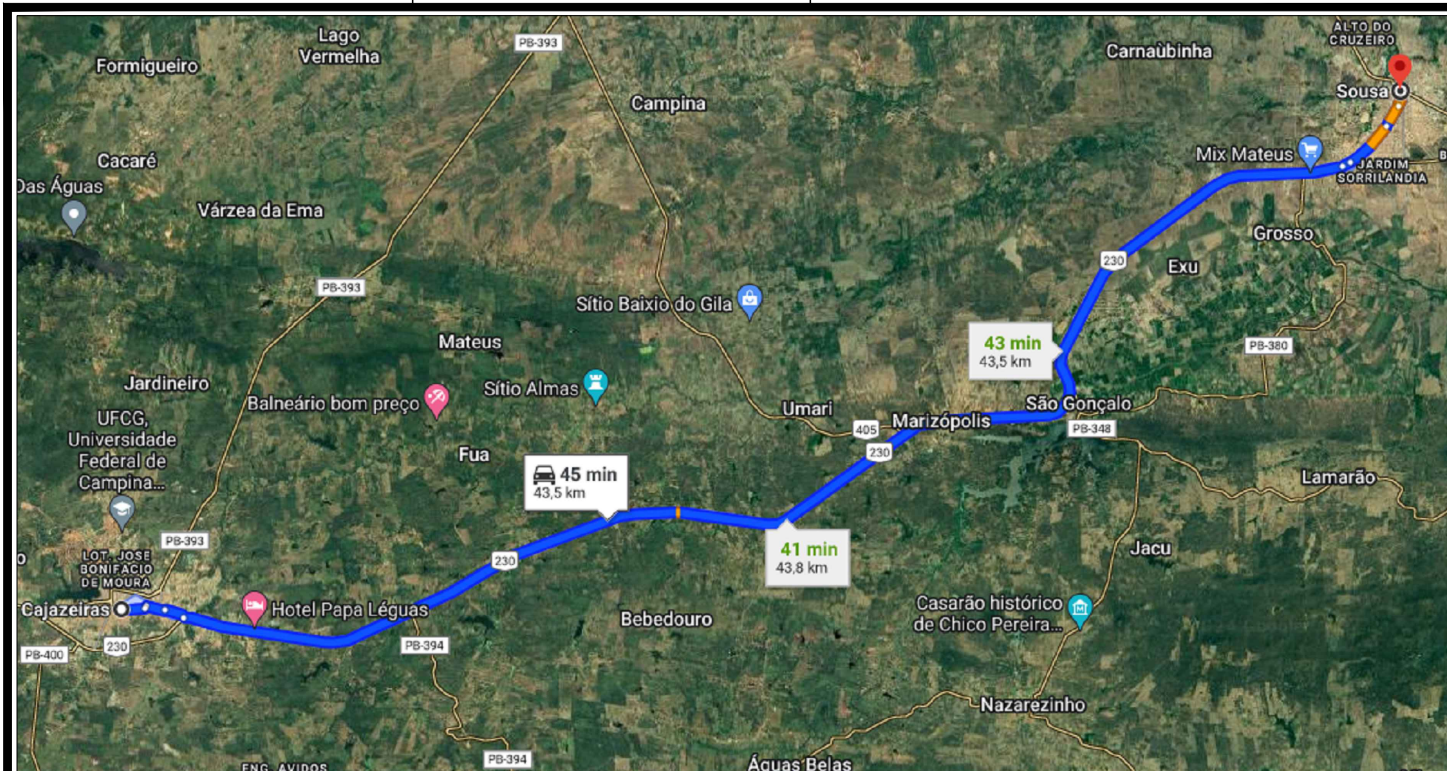 ALTO DO
CRUZEIRO
Lago
Vermelha
PB-393
Carnaùbinha
Formigueiro
Campina
Sousa
Cacaré
Mix Mateus
JARDIM
SORRILANDIA
B
Das Águas
Várzea da Ema
Grosso
230
Exu
PB-393
Sítio Baixio do Gila
Mateus
43 min
43,5 km
PB-380
Jardineiro
Sítio Almas
Balneário bom preço
Umari
São Gonçalo
Marizópolis
405
PB-348
UFCG,
Universidade
Federal de
Campina...
Fua
230
45 min
43,5 km
Lamarão
PB-393
41 min
43,8 km
Jacu
o
LOT. JOSE
BONIFACIO
DE MOURA
230
Cajazeiras
Hotel Papa Léguas
Bebedouro
Casarão histórico
de Chico Pereira...
PB-400
230
PB-394
Nazarezinho
PB-394
Águas Belas
ENG. AVIDOS